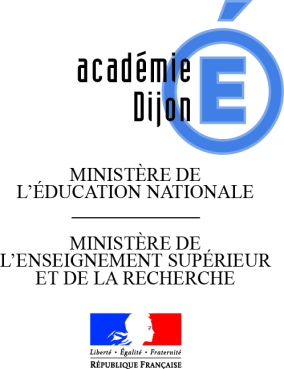 académie
Dijon
É
MINISTÈRE DE
L'ÉDUCATION NATIONALE
MINISTÈRE DE
L'ENSEIGNEMENT SUPÉRIEUR
ET DE LA RECHERCHE
Liberté • Égalité • Fraternité
RÉPUBLIQUE FRANÇAISE